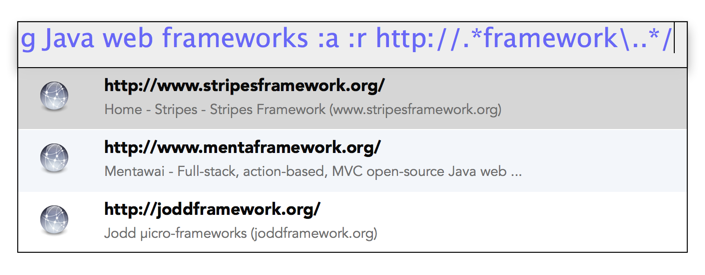 g Java web frameworks :a :r http://.*framework\..*/
http://www.stripesframework.org/
Home - Stripes - Stripes Framework (www.stripesframework.org)
http://www.mentaframework.org/
Mentawai - Full-stack, action-based, MVC open-source Java web ...
http://joddframework.org/
Jodd µicro-frameworks (joddframework.org)